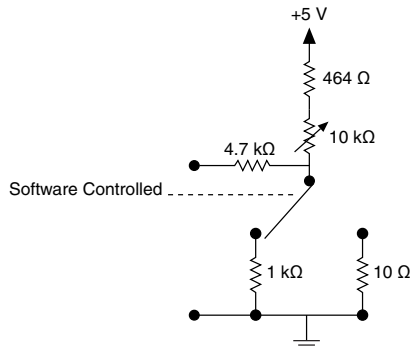 +5 V
464 Ω
10 kΩ
4.7 kΩ
Software Controlled
1 kΩ
10 Ω